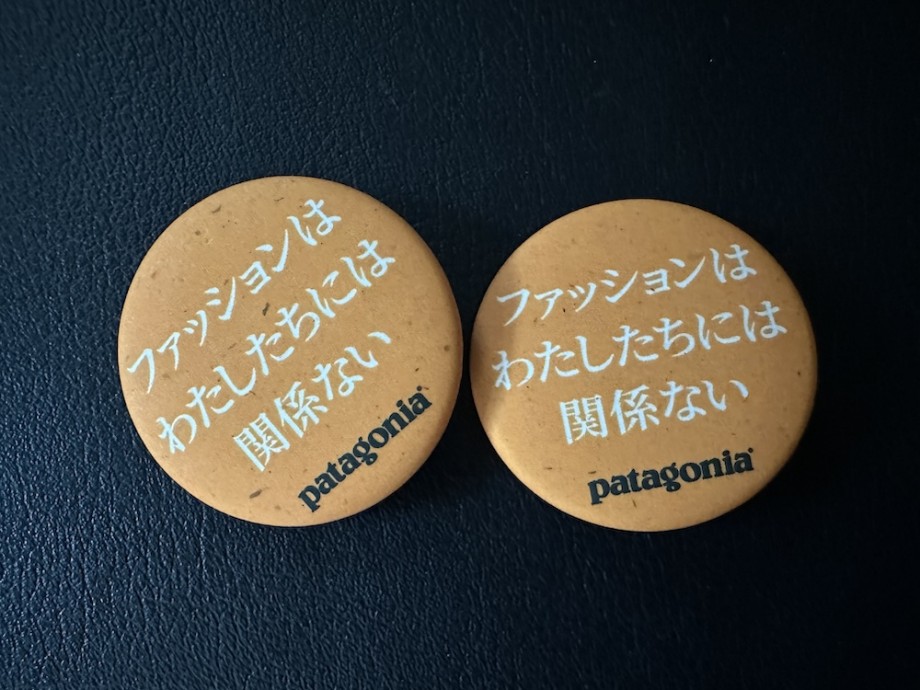 ファッションは
わたしたちには
関係ない
patagonia
ファッションは
わたしたちには
関係ない
patagonia